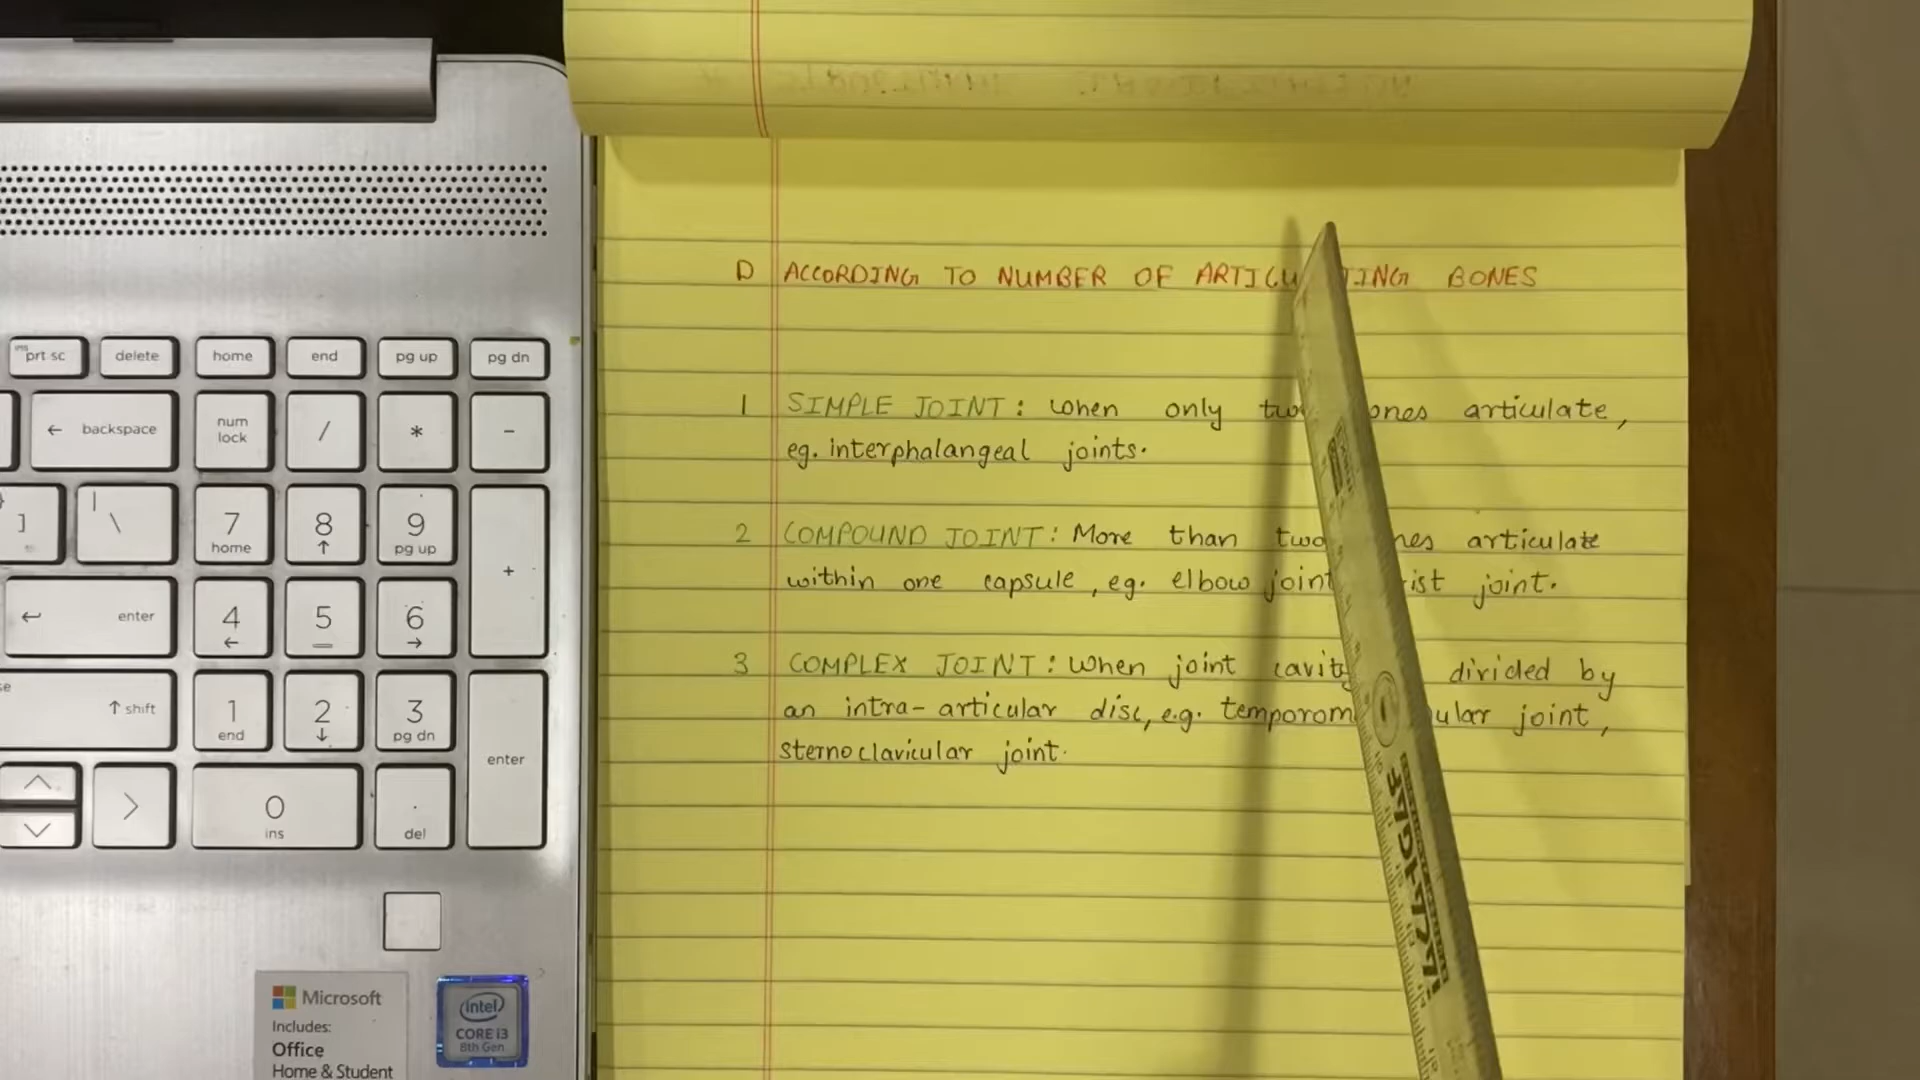 prt sc delete home end pg up pg dn
backspace num lock / * -
] | \ 7 home 8 9 pg up +
enter 4 5 6
shift 1 end 2 3 pg dn enter
0 ins . del
Microsoft
Includes:
Office
Home & Student
intel
CORE i3
8th Gen
D ACCORDING TO NUMBER OF BONES
1 SIMPLE JOINT : When only articulate,
eg. interphalangeal joints.
2 COMPOUND JOINT : More than two articulate
within one capsule, eg. elbow joint joint.
3 COMPLEX JOINT : When joint divided by
an intra-articular disc, e.g. joint,
sternoclavicular joint.